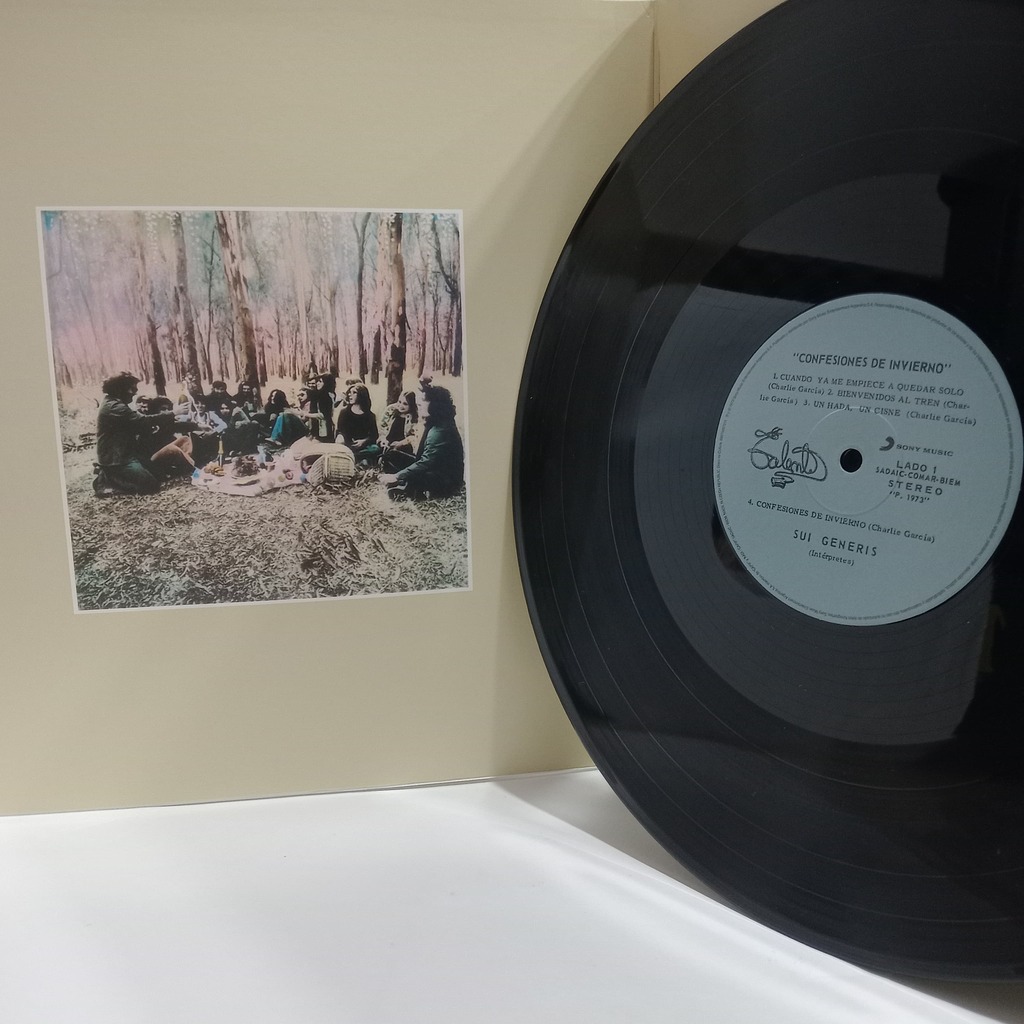 "CONFESIONES DE INVIERNO"
1. CUANDO YA ME EMPIECE A QUEDAR SOLO
(Charlie García) 2. BIENVENIDOS AL TREN (Char-
lie García) 3. UN HADA, UN CISNE (Charlie García)
Talent
SONY MUSIC
LADO 1
SADAIC-COMAR-BIEM
STEREO
"P. 1973"
4. CONFESIONES DE INVIERNO (Charlie García)
SUI GENERIS
(Intérpretes)